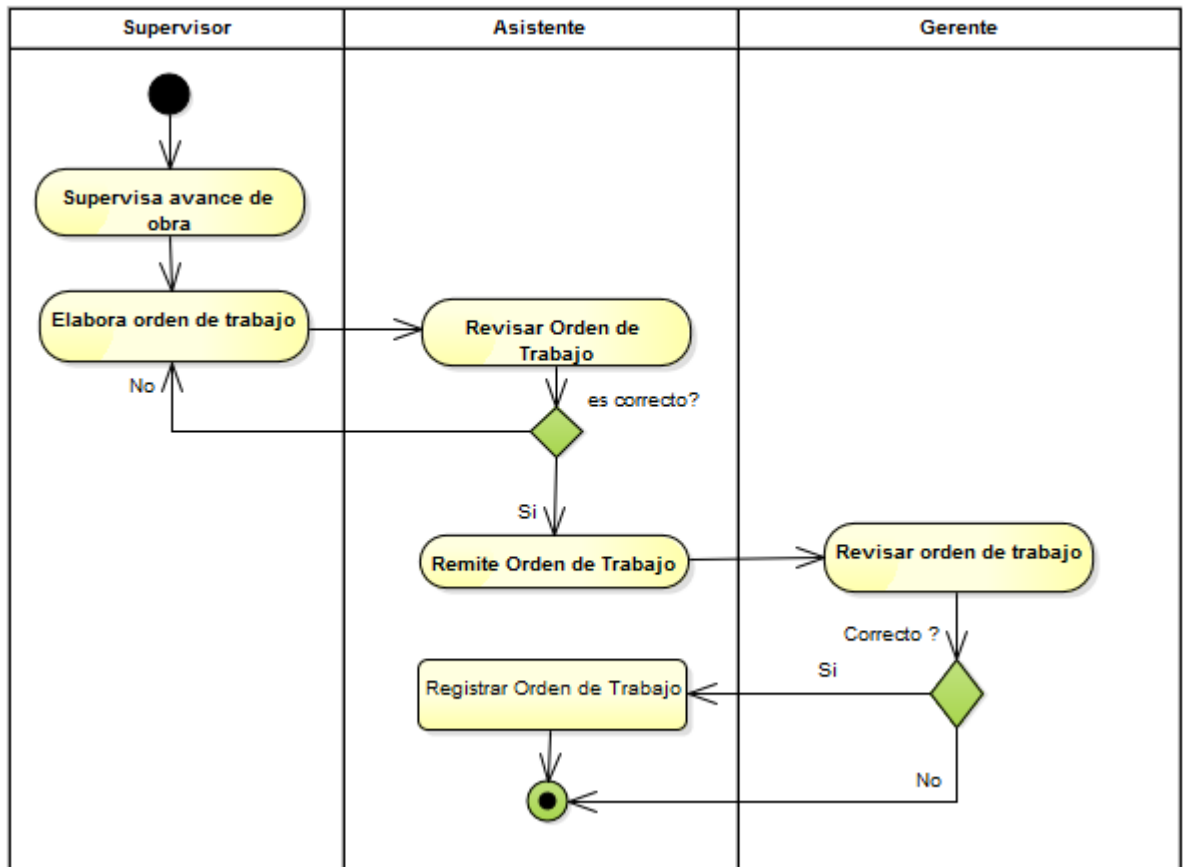 Supervisor
Asistente
Gerente
Supervisa avance de
obra
Elabora orden de trabajo
Revisar Orden de
Trabajo
No
es correcto?
Si
Remite Orden de Trabajo
Revisar orden de trabajo
Correcto ?
Si
Registrar Orden de Trabajo
No